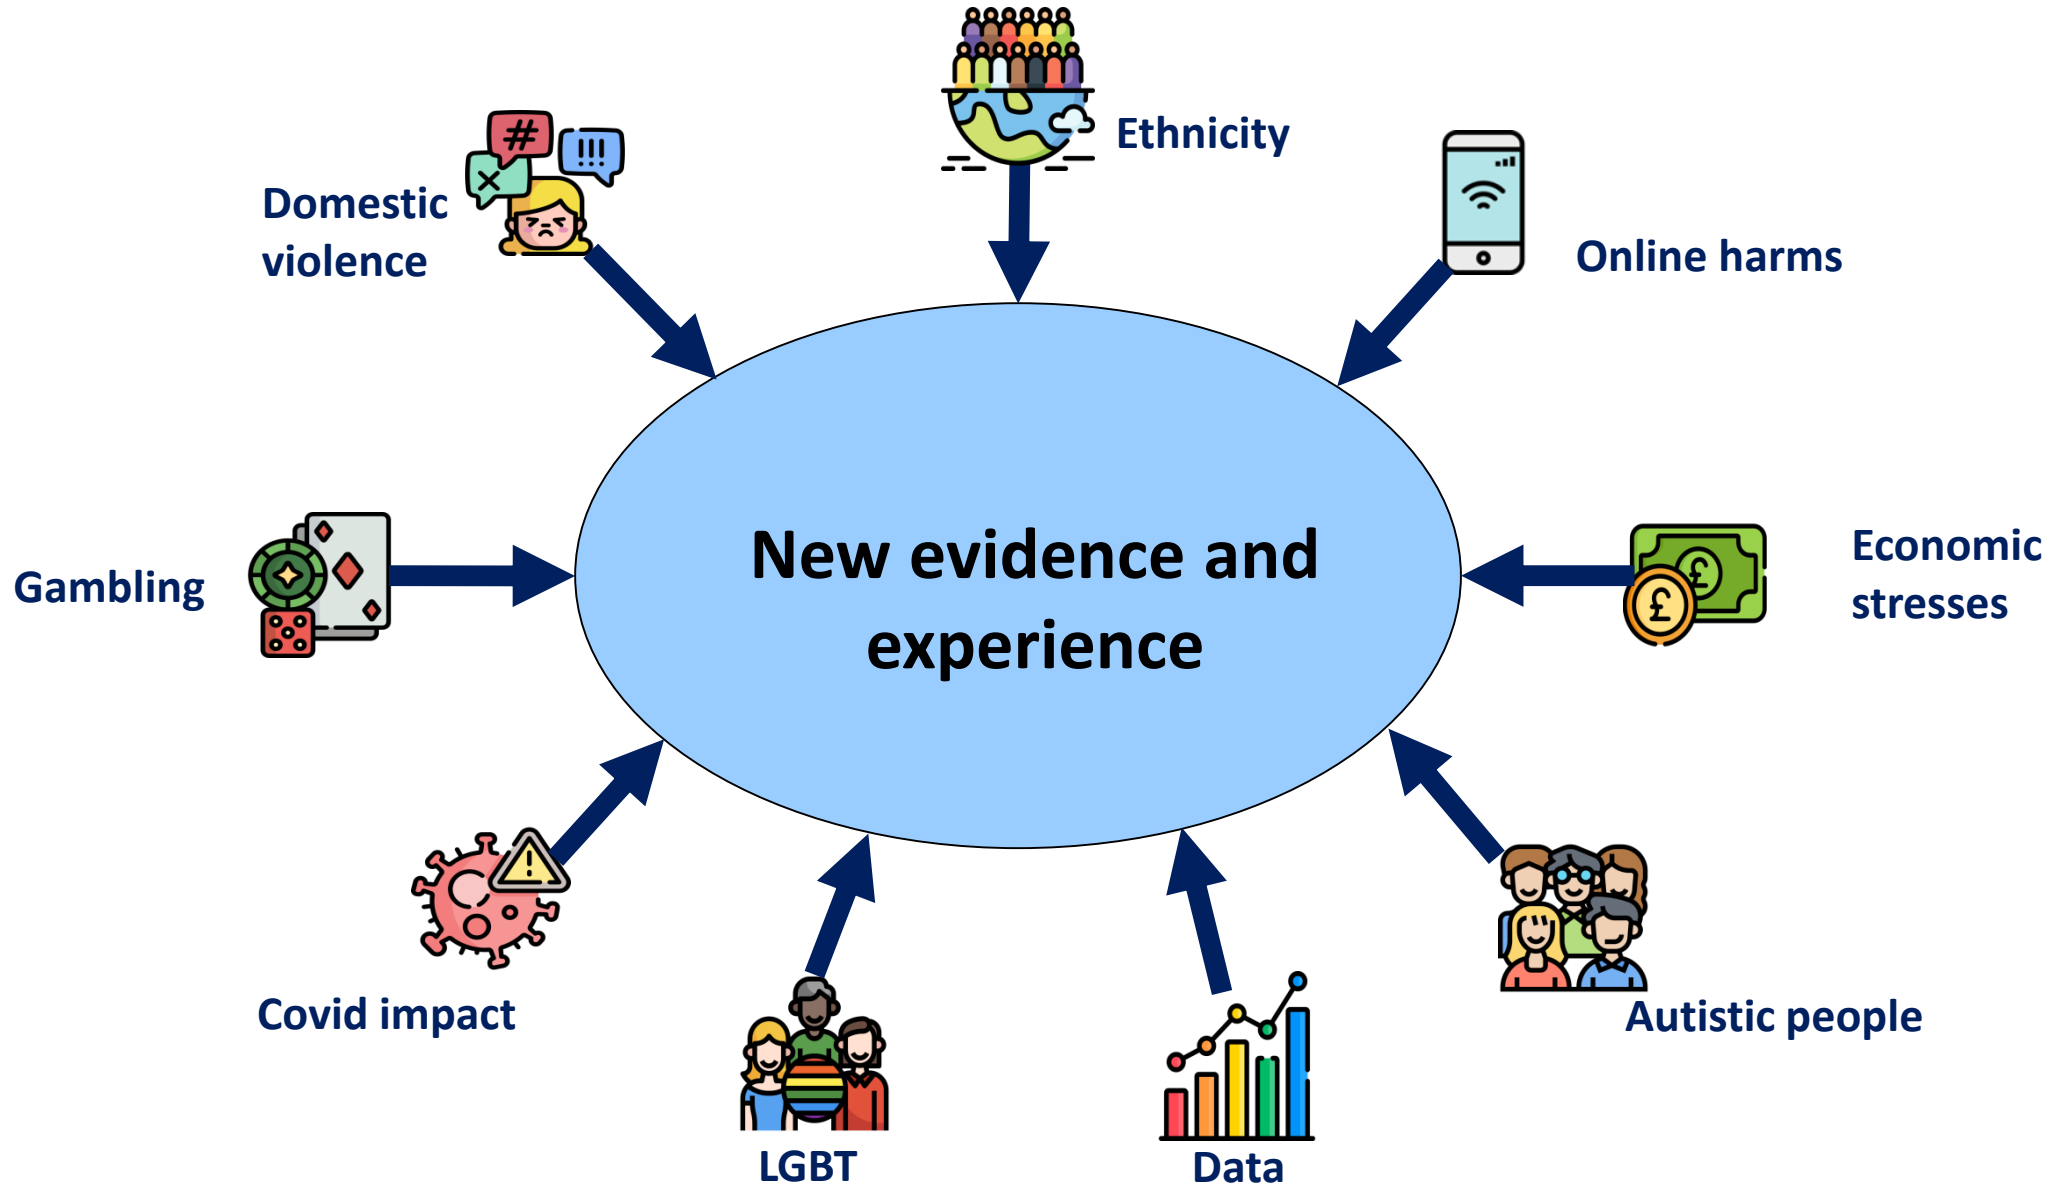 Ethnicity
Domestic
violence
Online harms
Gambling
New evidence and
experience
Economic
stresses
Covid impact
Autistic people
LGBT
Data